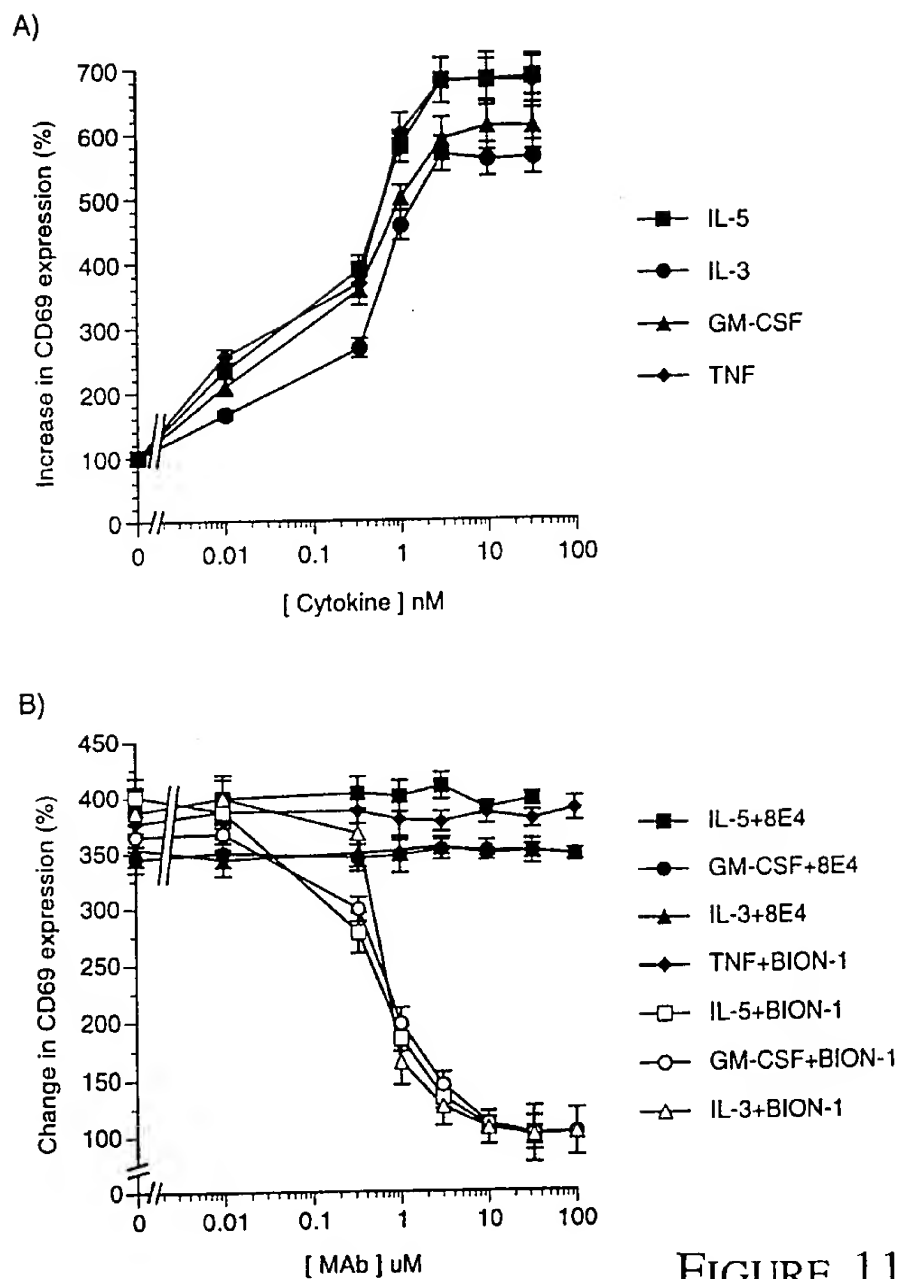 A)
700
600
500
400
300
200
100
0
Increase in CD69 expression (%)
0
0.01
0.1
1
10
100
[ Cytokine ] nM
IL-5
IL-3
GM-CSF
TNF
B)
450
400
350
300
250
200
150
100
0
Change in CD69 expression (%)
0
0.01
0.1
1
10
100
[ MAb ] uM
IL-5+8E4
GM-CSF+8E4
IL-3+8E4
TNF+BION-1
IL-5+BION-1
GM-CSF+BION-1
IL-3+BION-1
FIGURE 11